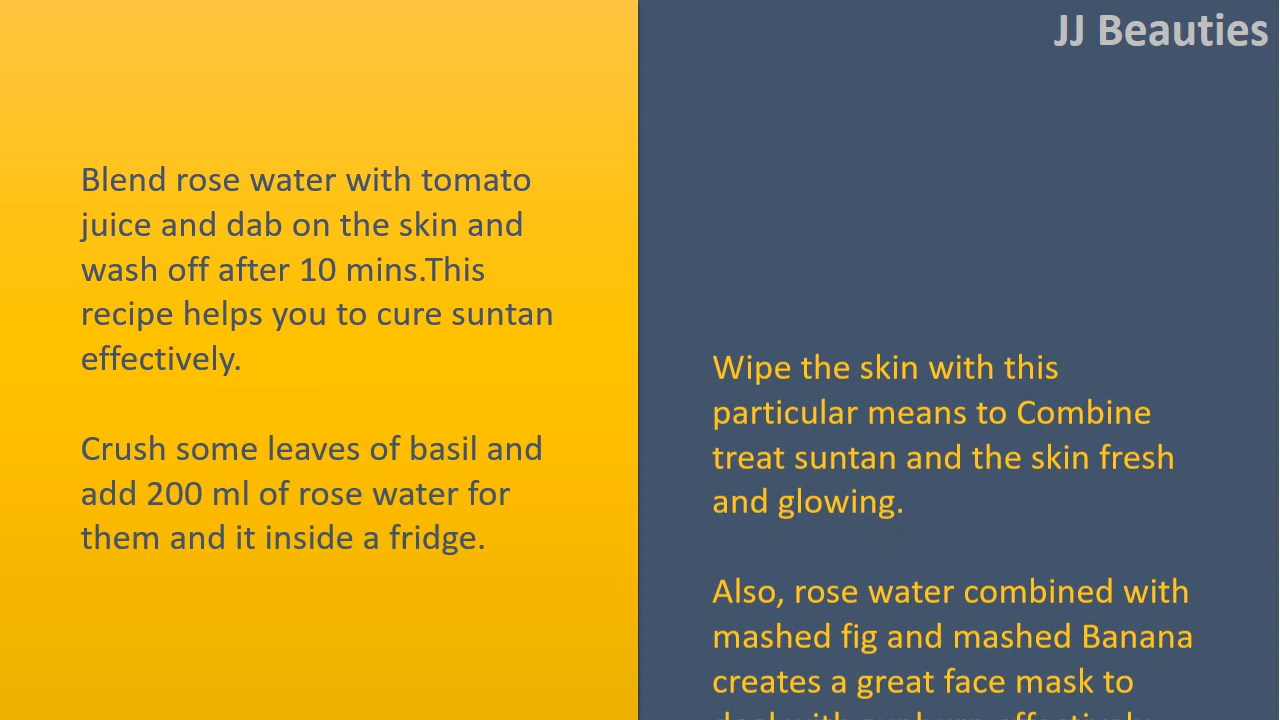 JJ Beauties
Blend rose water with tomato
juice and dab on the skin and
wash off after 10 mins.This
recipe helps you to cure suntan
effectively.
Crush some leaves of basil and
add 200 ml of rose water for
them and it inside a fridge.
Wipe the skin with this
particular means to Combine
treat suntan and the skin fresh
and glowing.
Also, rose water combined with
mashed fig and mashed Banana
creates a great face mask to